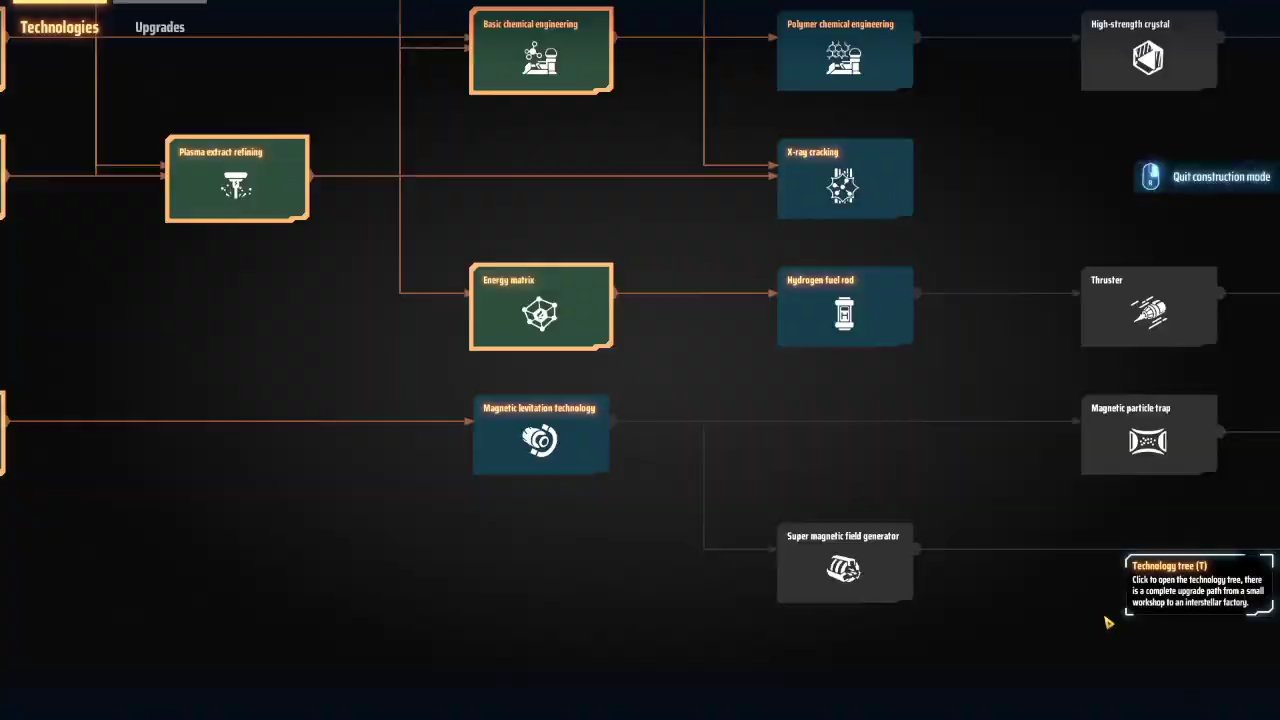 Technologies
Upgrades
Basic chemical engineering
Polymer chemical engineering
High-strength crystal
Plasma extract refining
X-ray cracking
Quit construction mode
Energy matrix
Hydrogen fuel rod
Thruster
Magnetic levitation technology
Magnetic particle trap
Super magnetic field generator
Technology tree (T)
Click to open the technology tree, there
is a complete upgrade path from a small
workshop to an interstellar factory.